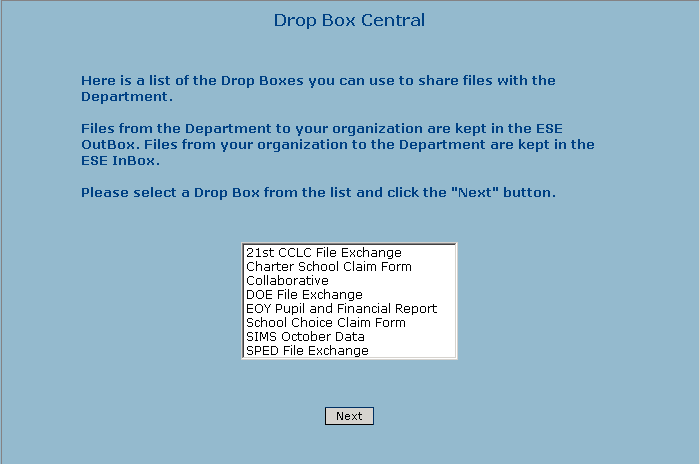 Drop Box Central
Here is a list of the Drop Boxes you can use to share files with the
Department.
Files from the Department to your organization are kept in the ESE
OutBox. Files from your organization to the Department are kept in the
ESE InBox.
Please select a Drop Box from the list and click the "Next" button.
21st CCLC File Exchange
Charter School Claim Form
Collaborative
DOE File Exchange
EOY Pupil and Financial Report
School Choice Claim Form
SIMS October Data
SPED File Exchange
Next